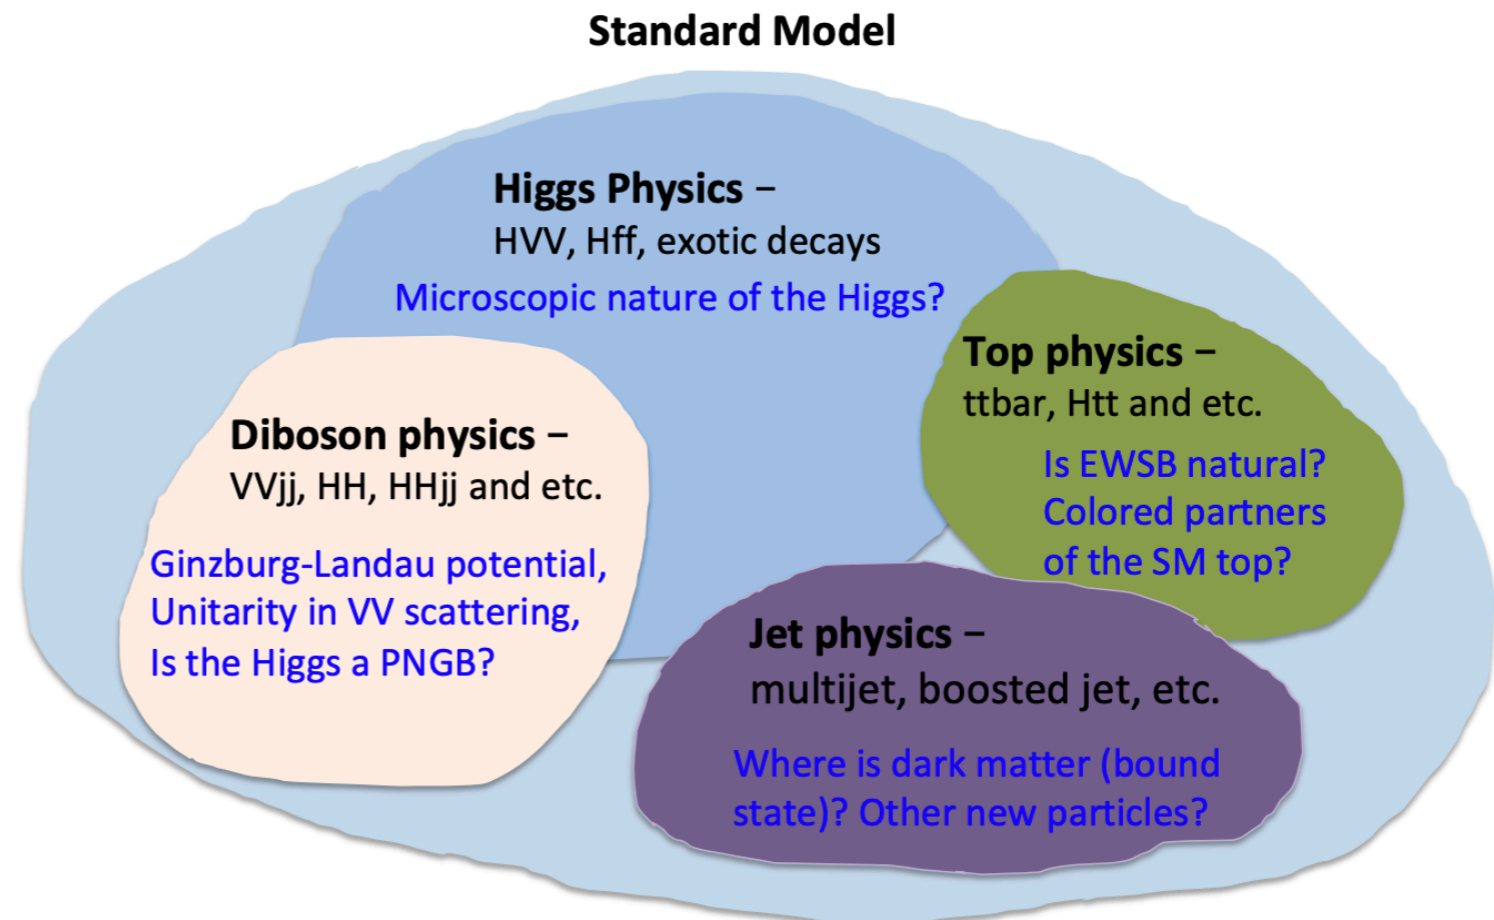 Standard Model
Higgs Physics –
HVV, Hff, exotic decays
Microscopic nature of the Higgs?
Top physics –
ttbar, Htt and etc.
Is EWSB natural?
Colored partners
of the SM top?
Diboson physics –
VVjj, HH, HHjj and etc.
Ginzburg-Landau potential,
Unitarity in VV scattering,
Is the Higgs a PNGB?
Jet physics –
multijet, boosted jet, etc.
Where is dark matter (bound
state)? Other new particles?